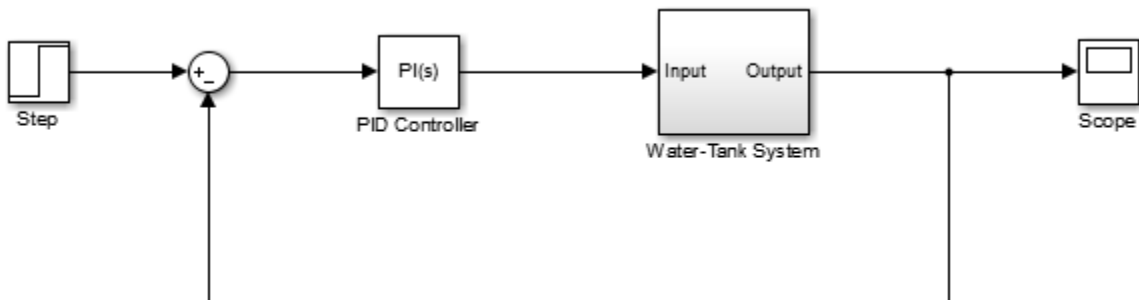 Step
+
−
PI(s)
PID Controller
Input
Output
Water-Tank System
Scope